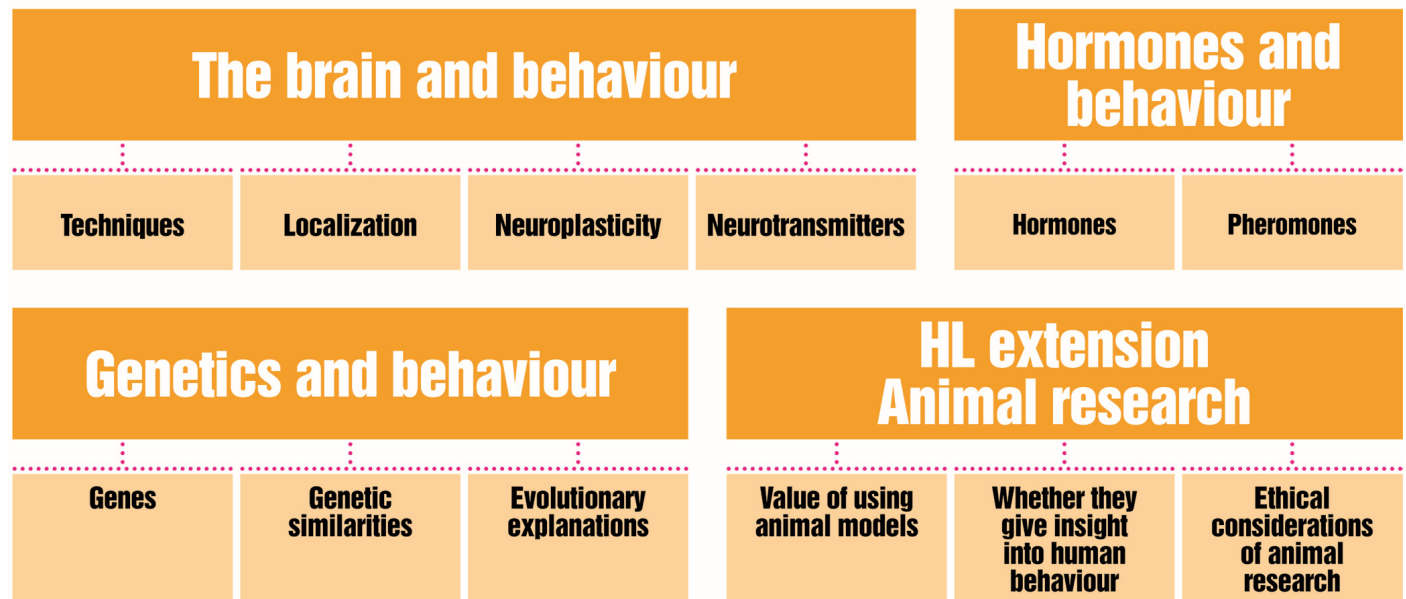 The brain and behaviour
Hormones and
behaviour
Techniques
Localization
Neuroplasticity
Neurotransmitters
Hormones
Pheromones
Genetics and behaviour
HL extension
Animal research
Genes
Genetic
similarities
Evolutionary
explanations
Value of using
animal models
Whether they
give insight
into human
behaviour
Ethical
considerations
of animal
research